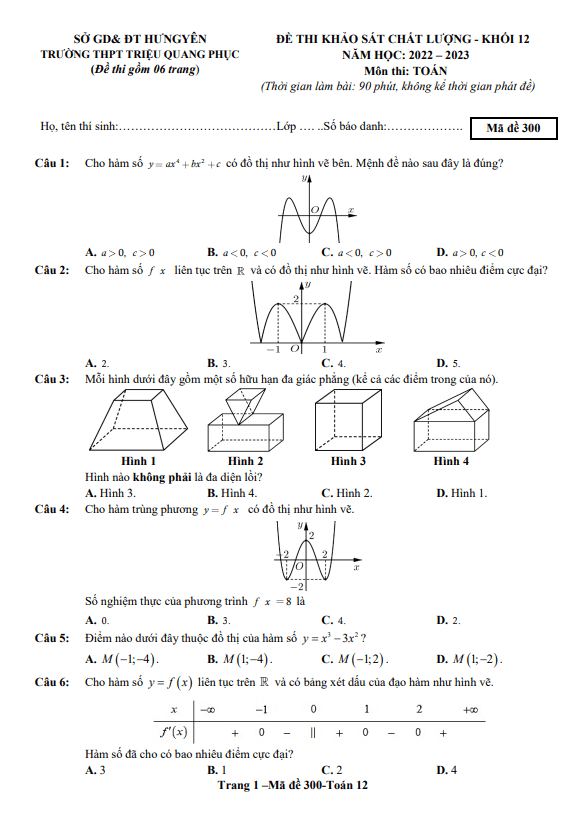 SỞ GD& ĐT HƯNGYÊN
TRƯỜNG THPT TRIỆU QUANG PHỤC
(Đề thi gồm 06 trang)
ĐỀ THI KHẢO SÁT CHẤT LƯỢNG - KHỐI 12
NĂM HỌC: 2022 – 2023
Môn thi: TOÁN
(Thời gian làm bài: 90 phút, không kể thời gian phát đề)
Họ, tên thí sinh:…………………………………Lớp …. ..Số báo danh:……………….
Mã đề 300
Câu 1: Cho hàm số y = ax⁴ + bx² + c có đồ thị như hình vẽ bên. Mệnh đề nào sau đây là đúng?
y
O x
A. a > 0, c > 0 B. a < 0, c < 0 C. a < 0, c > 0 D. a > 0, c < 0
Câu 2: Cho hàm số f x liên tục trên ℝ và có đồ thị như hình vẽ. Hàm số có bao nhiêu điểm cực đại?
y
2
−1 O 1 x
A. 2. B. 3. C. 4. D. 5.
Câu 3: Mỗi hình dưới đây gồm một số hữu hạn đa giác phẳng (kể cả các điểm trong của nó).
Hình 1 Hình 2 Hình 3 Hình 4
Hình nào không phải là đa diện lồi?
A. Hình 3. B. Hình 4. C. Hình 2. D. Hình 1.
Câu 4: Cho hàm trùng phương y = f x có đồ thị như hình vẽ.
y
2
−2 2
O x
−2
Số nghiệm thực của phương trình f x = 8 là
A. 0. B. 3. C. 4. D. 2.
Câu 5: Điểm nào dưới đây thuộc đồ thị của hàm số y = x³ − 3x² ?
A. M(−1;−4). B. M(1;−4). C. M(−1;2). D. M(1;−2).
Câu 6: Cho hàm số y = f(x) liên tục trên ℝ và có bảng xét dấu của đạo hàm như hình vẽ.
x −∞ −1 0 1 2 +∞
f′(x) + 0 − || + 0 − 0 +
Hàm số đã cho có bao nhiêu điểm cực đại?
A. 3 B. 1 C. 2 D. 4
Trang 1 –Mã đề 300-Toán 12